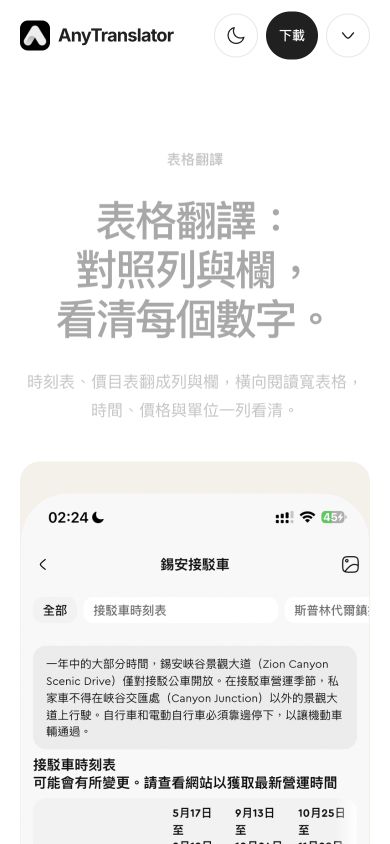 AnyTranslator
下載
表格翻譯
表格翻譯：
對照列與欄，
看清每個數字。
時刻表、價目表翻成列與欄，橫向閱讀寬表格，
時間、價格與單位一列看清。
02:24
45
錫安接駁車
全部
接駁車時刻表
斯普林代爾鎮
一年中的大部分時間，錫安峽谷景觀大道（Zion Canyon
Scenic Drive）僅對接駁公車開放。在接駁車營運季節，私
家車不得在峽谷交匯處（Canyon Junction）以外的景觀大
道上行駛。自行車和電動自行車必須靠邊停下，以讓機動車
輛通過。
接駁車時刻表
可能會有所變更。請查看網站以獲取最新營運時間
5月17日 9月13日 10月25日
至 至 至